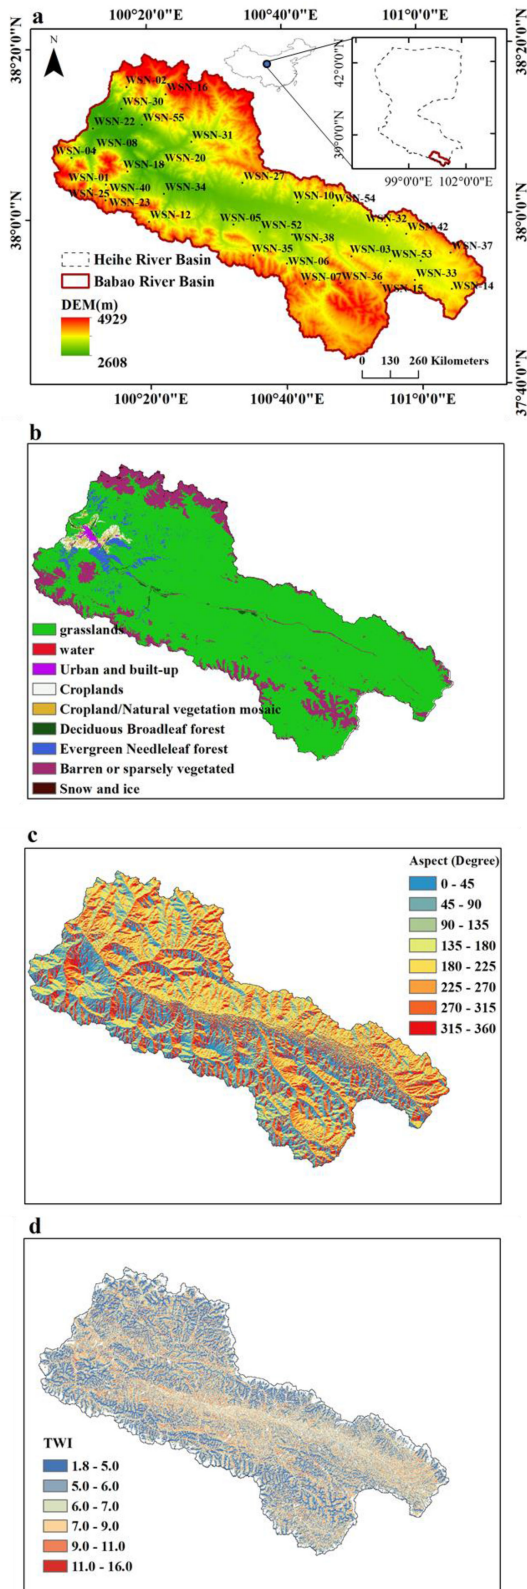 a
100°20'0"E
100°40'0"E
101°0'0"E
38°20'0"N
38°20'0"N
N
42°0'0"N
39°0'0"N
99°0'0"E
102°0'0"E
WSN-02
WSN-16
WSN-30
WSN-22
WSN-55
WSN-31
WSN-08
WSN-04
WSN-20
WSN-18
WSN-27
WSN-01
WSN-40
WSN-34
WSN-25
WSN-23
WSN-10
WSN-54
WSN-12
WSN-05
WSN-32
WSN-52
WSN-42
WSN-38
WSN-35
WSN-03
WSN-37
WSN-53
WSN-06
WSN-07
WSN-36
WSN-33
WSN-15
WSN-14
38°0'0"N
38°0'0"N
Heihe River Basin
Babao River Basin
DEM(m)
4929
2608
0 130 260 Kilometers
37°40'0"N
100°20'0"E
100°40'0"E
101°0'0"E
b
grasslands
water
Urban and built-up
Croplands
Cropland/Natural vegetation mosaic
Deciduous Broadleaf forest
Evergreen Needleleaf forest
Barren or sparsely vegetated
Snow and ice
c
Aspect (Degree)
0 - 45
45 - 90
90 - 135
135 - 180
180 - 225
225 - 270
270 - 315
315 - 360
d
TWI
1.8 - 5.0
5.0 - 6.0
6.0 - 7.0
7.0 - 9.0
9.0 - 11.0
11.0 - 16.0